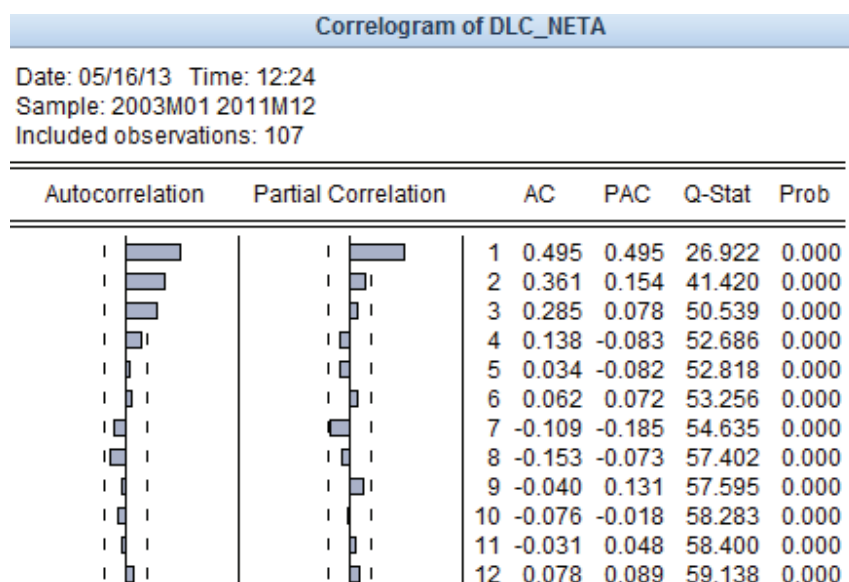 Correlogram of DLC_NETA
Date: 05/16/13 Time: 12:24
Sample: 2003M01 2011M12
Included observations: 107
Autocorrelation Partial Correlation AC PAC Q-Stat Prob
1 0.495 0.495 26.922 0.000
2 0.361 0.154 41.420 0.000
3 0.285 0.078 50.539 0.000
4 0.138 -0.083 52.686 0.000
5 0.034 -0.082 52.818 0.000
6 0.062 0.072 53.256 0.000
7 -0.109 -0.185 54.635 0.000
8 -0.153 -0.073 57.402 0.000
9 -0.040 0.131 57.595 0.000
10 -0.076 -0.018 58.283 0.000
11 -0.031 0.048 58.400 0.000
12 0.078 0.089 59.138 0.000